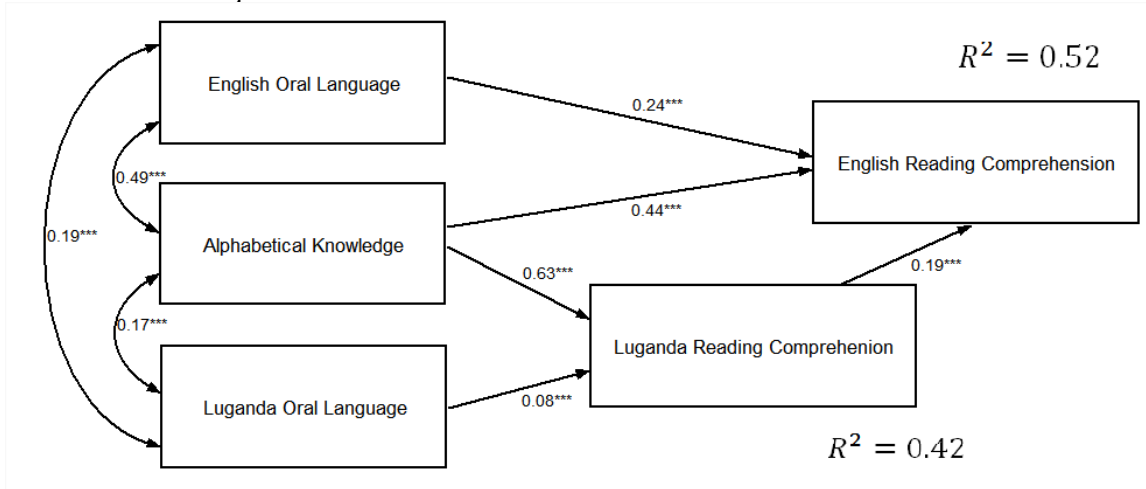 English Oral Language
R² = 0.52
0.24***
English Reading Comprehension
0.49***
0.44***
0.19***
Alphabetical Knowledge
0.63***
0.19***
0.17***
Luganda Reading Comprehenion
Luganda Oral Language
0.08***
R² = 0.42